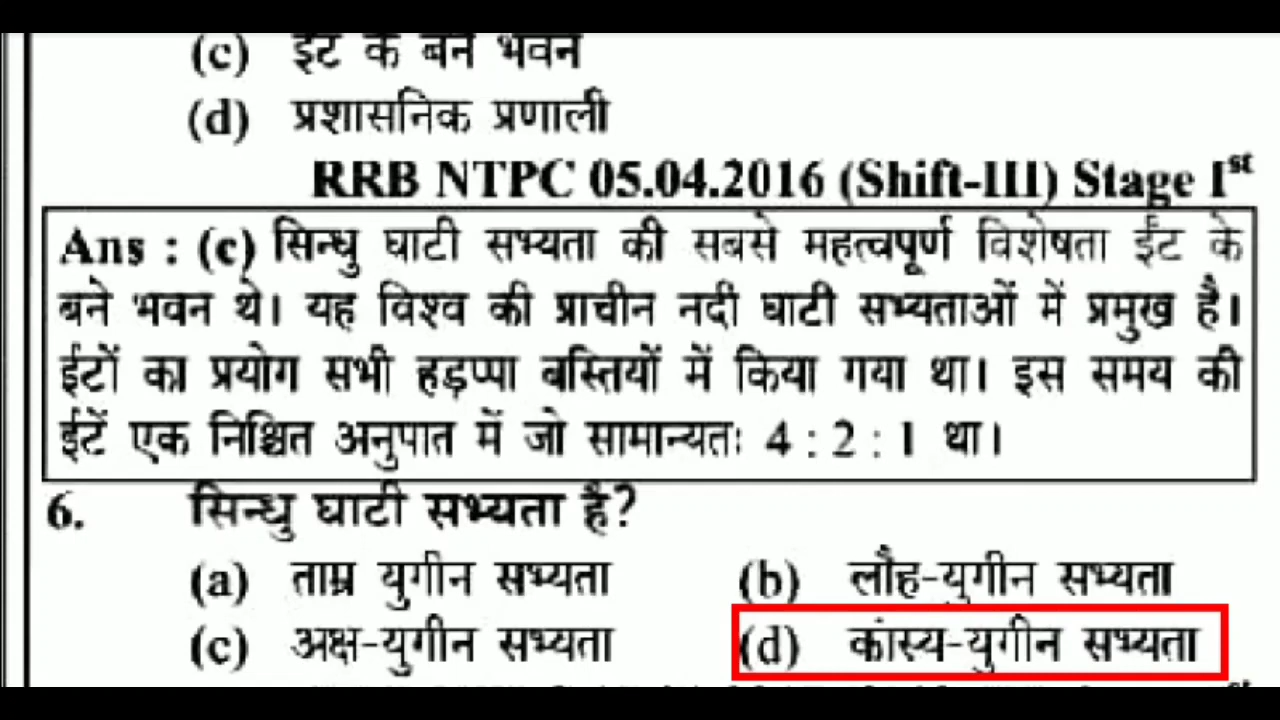 (c) ईंट के बने भवन
(d) प्रशासनिक प्रणाली
RRB NTPC 05.04.2016 (Shift-III) Stage Ist
Ans : (c) सिन्धु घाटी सभ्यता की सबसे महत्वपूर्ण विशेषता ईंट के
बने भवन थे। यह विश्व की प्राचीन नदी घाटी सभ्यताओं में प्रमुख है।
ईटों का प्रयोग सभी हड़प्पा बस्तियों में किया गया था। इस समय की
ईटें एक निश्चित अनुपात में जो सामान्यतः 4 : 2 : 1 था।
6. सिन्धु घाटी सभ्यता है?
(a) ताम्र युगीन सभ्यता (b) लौह-युगीन सभ्यता
(c) अक्ष-युगीन सभ्यता (d) कांस्य-युगीन सभ्यता